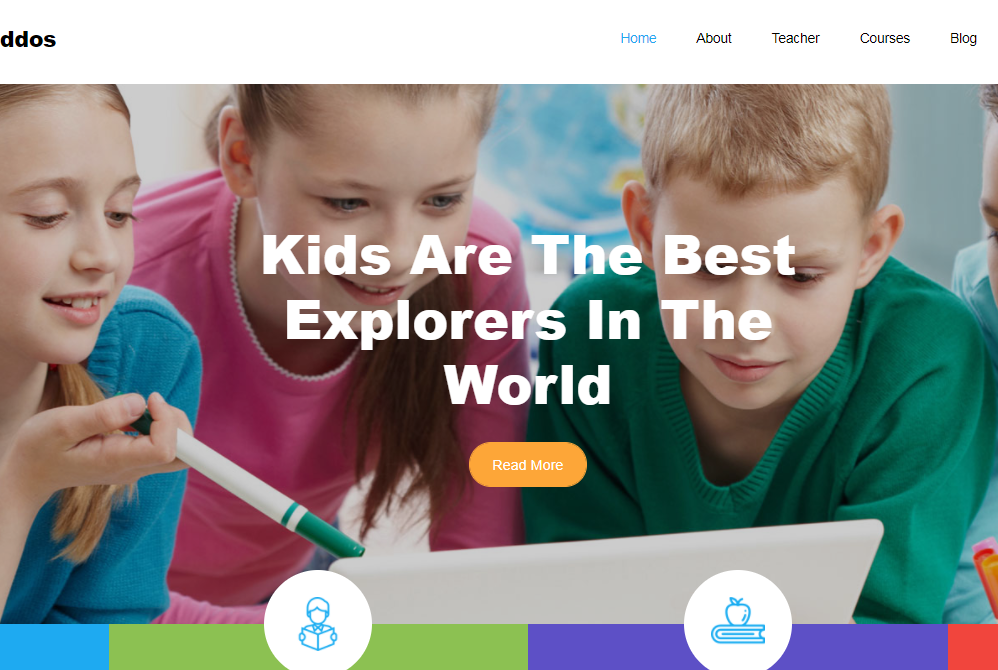 ddos
Home About Teacher Courses Blog
Kids Are The Best
Explorers In The
World
Read More